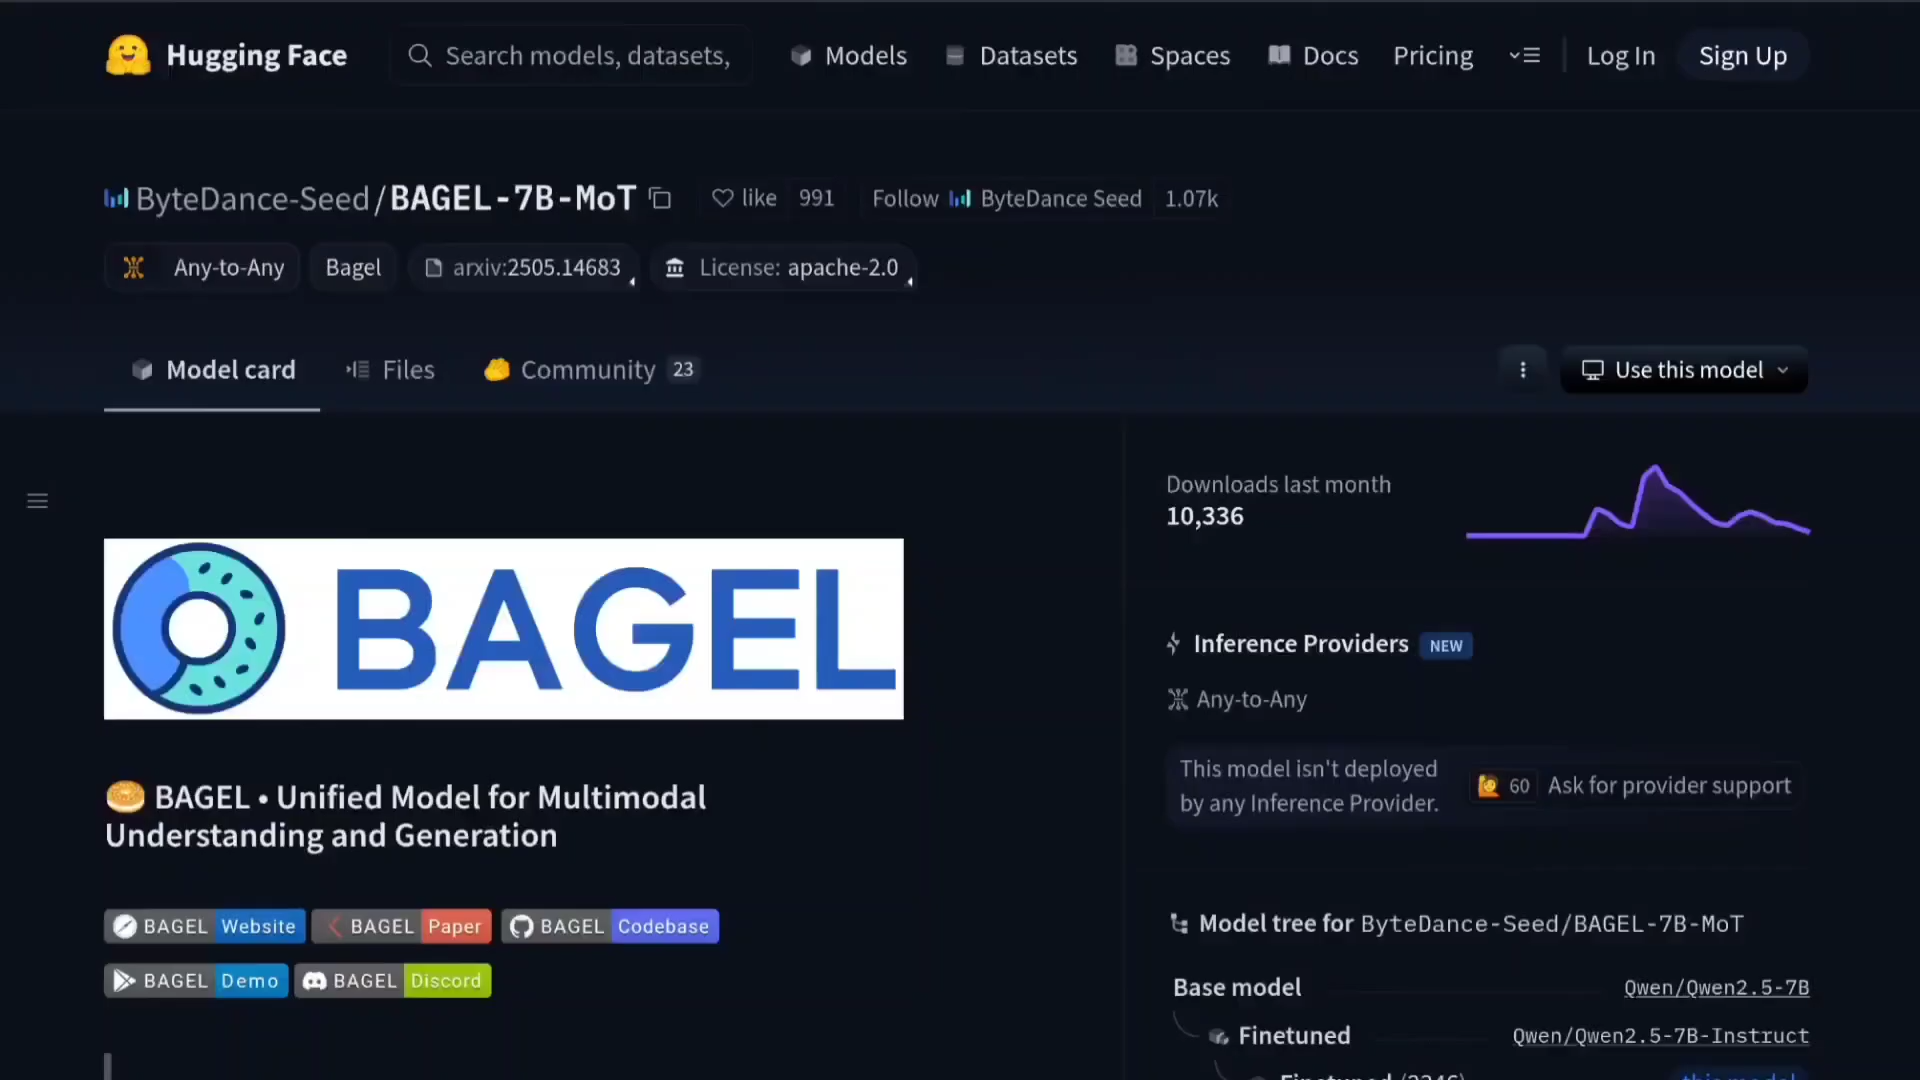 Hugging Face
Search models, datasets,
Models
Datasets
Spaces
Docs
Pricing
Log In
Sign Up
ByteDance-Seed/BAGEL-7B-MoT
like 991
Follow ByteDance Seed 1.07k
Any-to-Any
Bagel
arxiv:2505.14683
License: apache-2.0
Model card
Files
Community 23
Use this model
BAGEL
BAGEL • Unified Model for Multimodal
Understanding and Generation
BAGEL Website
BAGEL Paper
BAGEL Codebase
BAGEL Demo
BAGEL Discord
Downloads last month
10,336
Inference Providers NEW
Any-to-Any
This model isn't deployed
by any Inference Provider.
60 Ask for provider support
Model tree for ByteDance-Seed/BAGEL-7B-MoT
Base model Qwen/Qwen2.5-7B
Finetuned Qwen/Qwen2.5-7B-Instruct